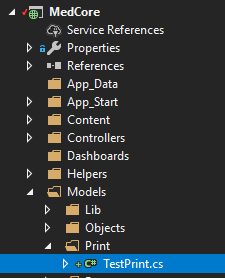 MedCore
Service References
Properties
References
App_Data
App_Start
Content
Controllers
Dashboards
Helpers
Models
Lib
Objects
Print
C# TestPrint.cs